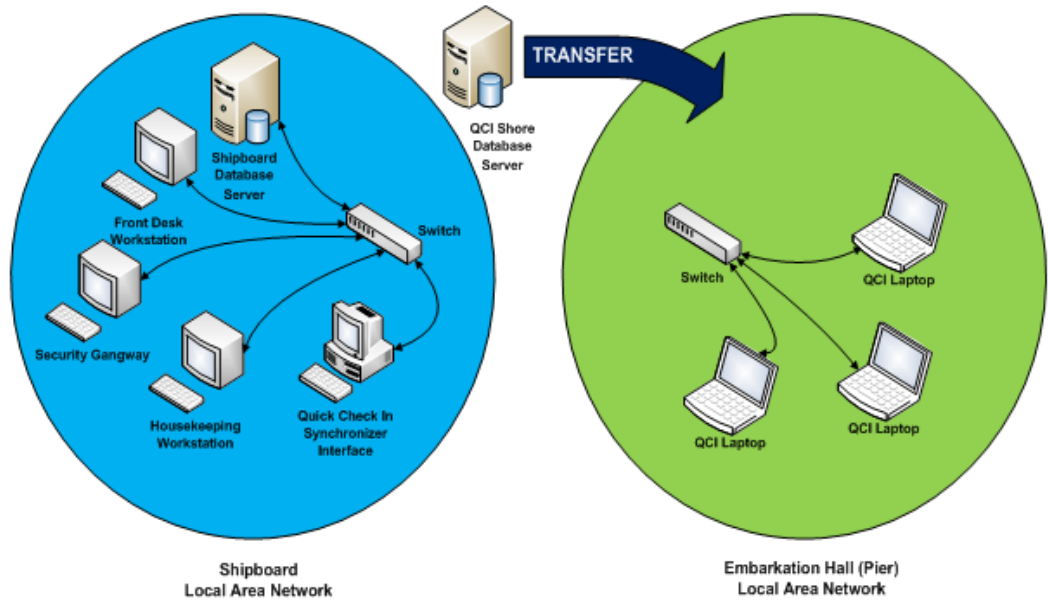 TRANSFER
QCI Shore
Database
Server
Shipboard
Database
Server
Front Desk
Workstation
Switch
Security Gangway
Housekeeping
Workstation
Quick Check In
Synchronizer
Interface
Shipboard
Local Area Network
Switch
QCI Laptop
QCI Laptop
QCI Laptop
Embarkation Hall (Pier)
Local Area Network